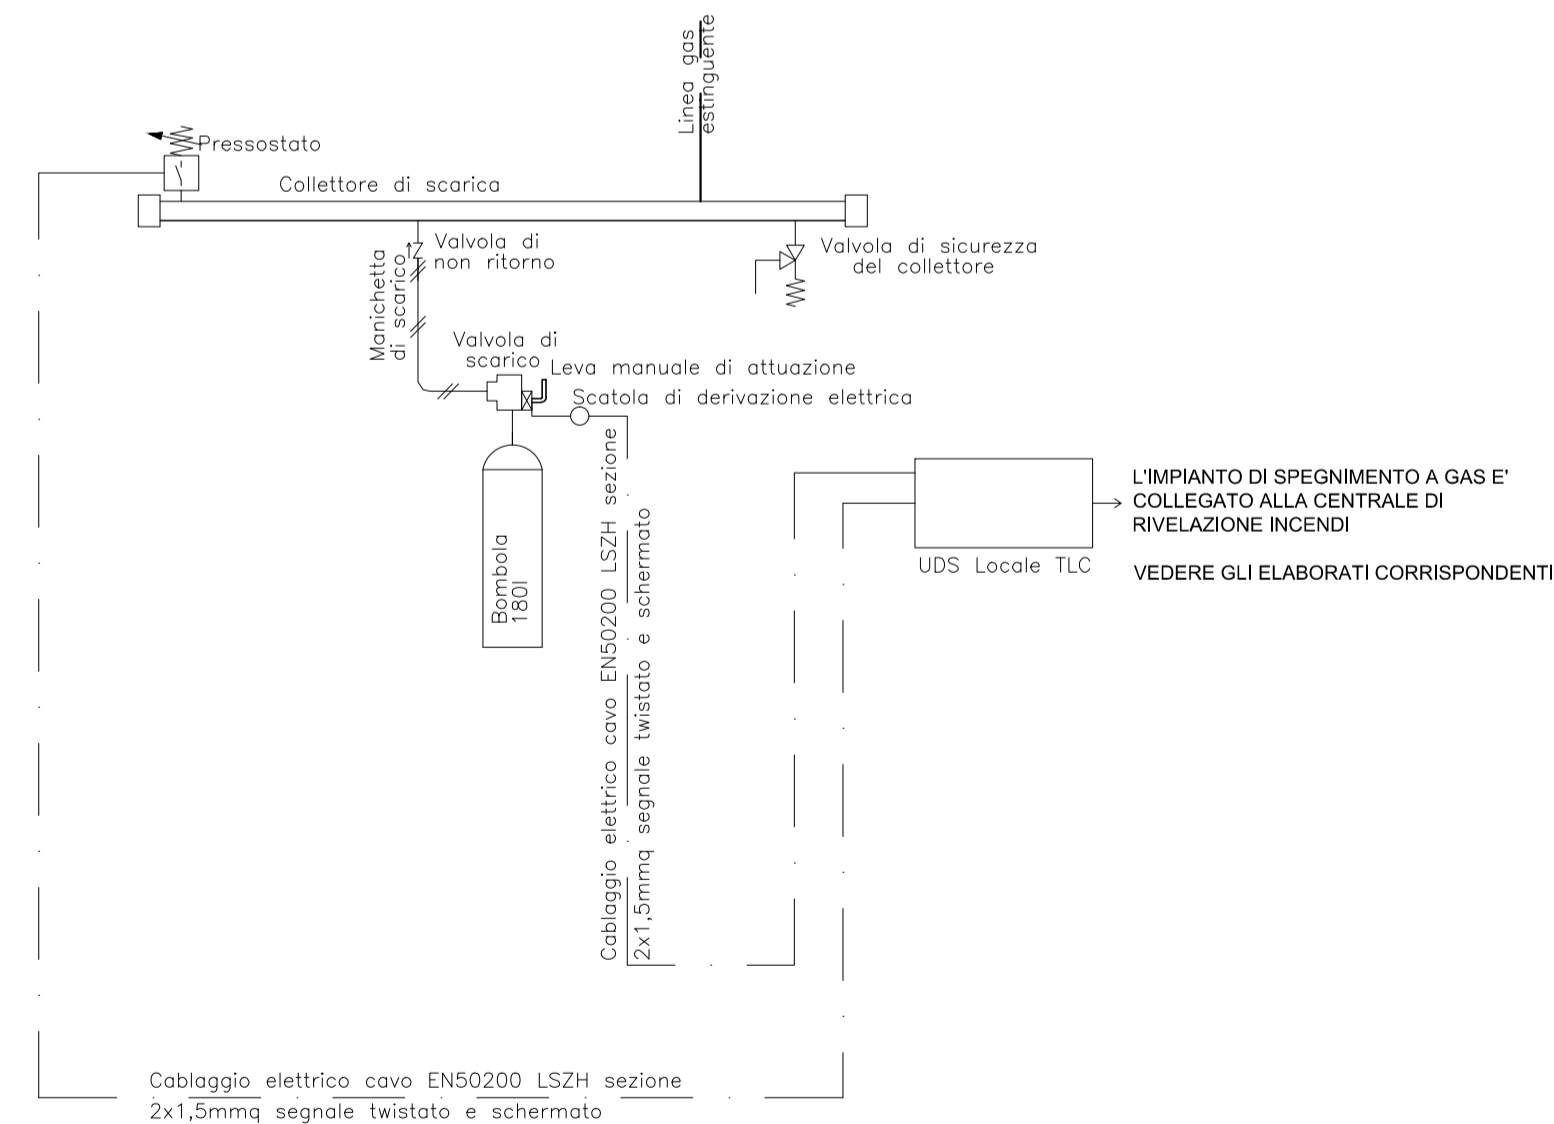 Linea gas
estinguente
Pressostato
Collettore di scarica
Valvola di
non ritorno
Valvola di sicurezza
del collettore
Manichetta
di scarico
Valvola di
scarico
Leva manuale di attuazione
Scatola di derivazione elettrica
Bombola
180l
Cablaggio elettrico cavo EN50200 LSZH sezione
2x1,5mmq segnale twistato e schermato
UDS Locale TLC
L'IMPIANTO DI SPEGNIMENTO A GAS E'
COLLEGATO ALLA CENTRALE DI
RIVELAZIONE INCENDI
VEDERE GLI ELABORATI CORRISPONDENTI
Cablaggio elettrico cavo EN50200 LSZH sezione
2x1,5mmq segnale twistato e schermato